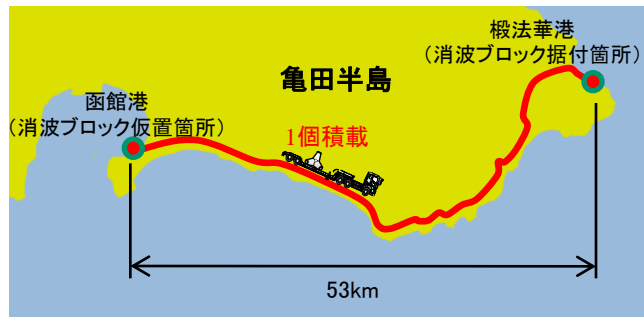 椴法華港
(消波ブロック据付箇所)
亀田半島
函館港
(消波ブロック仮置箇所)
1個積載
53km